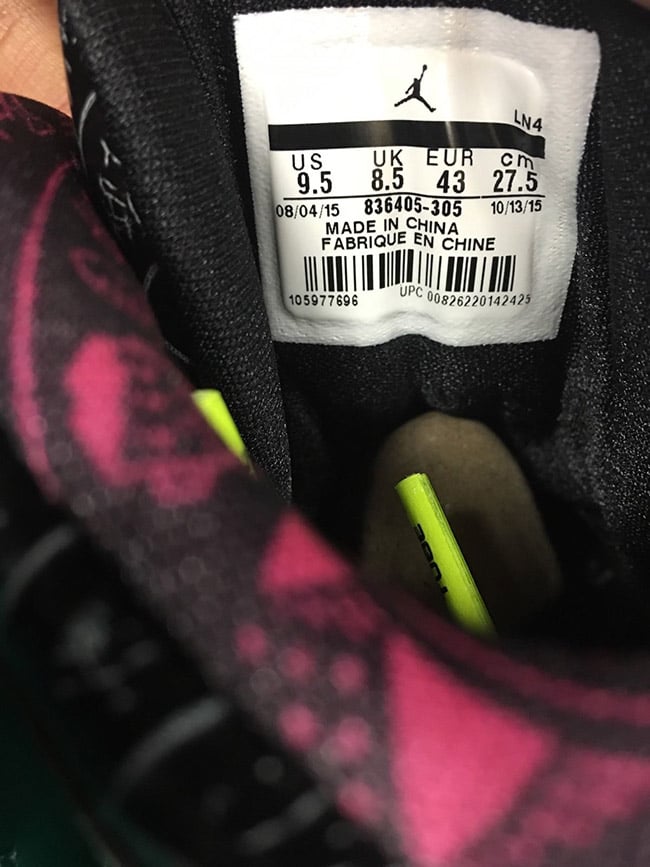 LN4
US UK EUR cm
9.5 8.5 43 27.5
08/04/15 836405-305 10/13/15
MADE IN CHINA
FABRIQUE EN CHINE
105977696 UPC 00826220142425